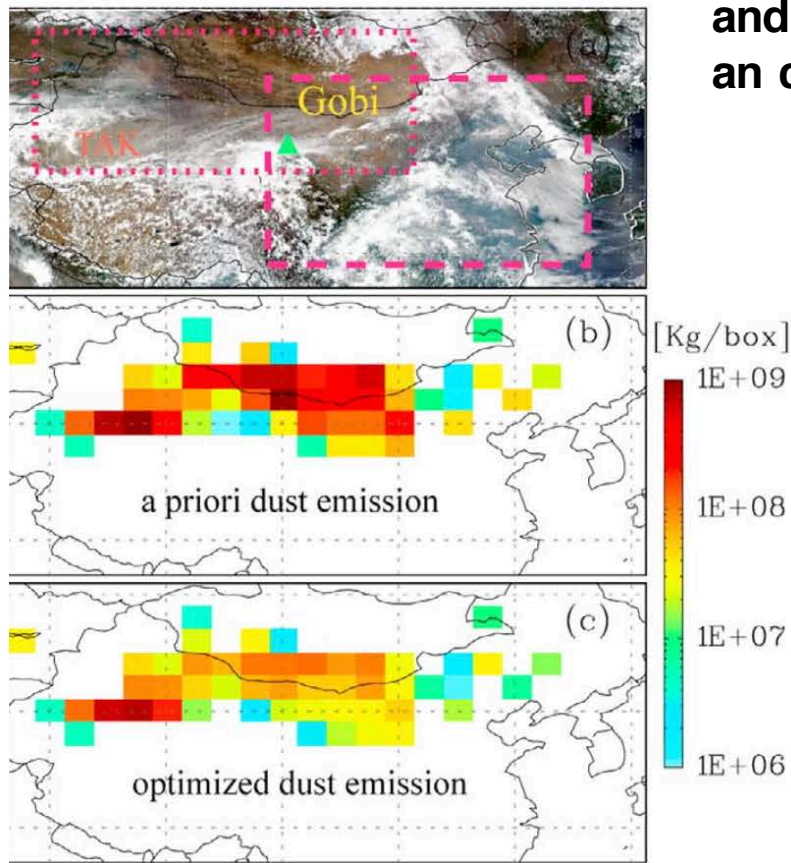 and
an c
(a)
Gobi
TAK
(b)
[Kg/box]
1E+09
a priori dust emission
1E+08
(c)
1E+07
optimized dust emission
1E+06